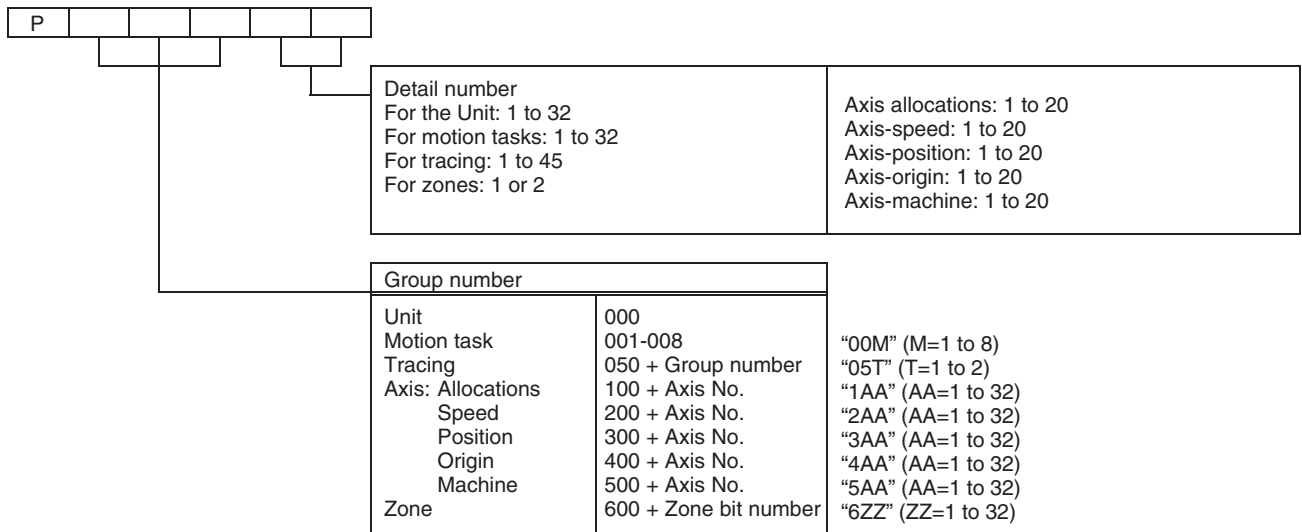 P
Detail number
For the Unit: 1 to 32
For motion tasks: 1 to 32
For tracing: 1 to 45
For zones: 1 or 2
Axis allocations: 1 to 20
Axis-speed: 1 to 20
Axis-position: 1 to 20
Axis-origin: 1 to 20
Axis-machine: 1 to 20
Group number
Unit 000
Motion task 001-008 “00M” (M=1 to 8)
Tracing 050 + Group number “05T” (T=1 to 2)
Axis: Allocations 100 + Axis No. “1AA” (AA=1 to 32)
Speed 200 + Axis No. “2AA” (AA=1 to 32)
Position 300 + Axis No. “3AA” (AA=1 to 32)
Origin 400 + Axis No. “4AA” (AA=1 to 32)
Machine 500 + Axis No. “5AA” (AA=1 to 32)
Zone 600 + Zone bit number “6ZZ” (ZZ=1 to 32)